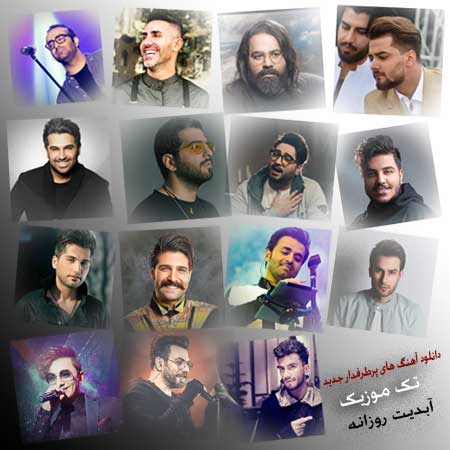 دانلود آهنگ های پرطرفدار جدید
تک موزیک
آبدیت روزانه